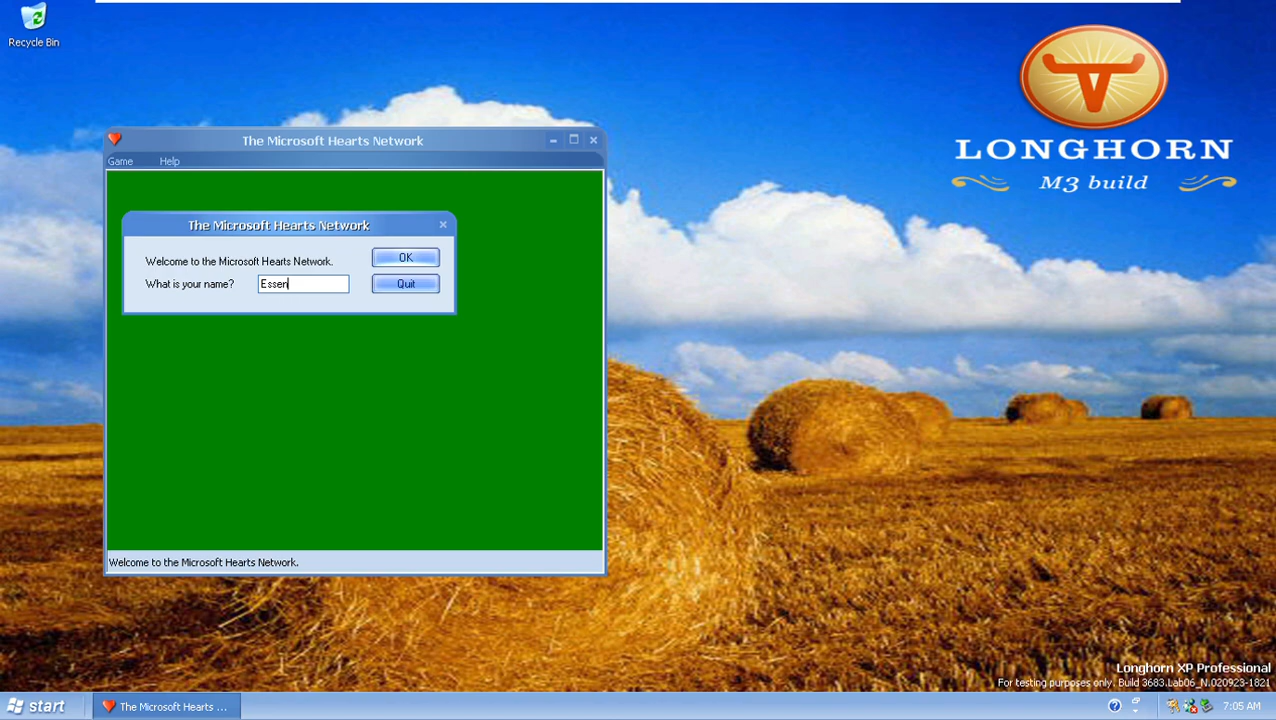 Recycle Bin
LONGHORN
M3 build
The Microsoft Hearts Network
Game Help
The Microsoft Hearts Network
Welcome to the Microsoft Hearts Network.
OK
What is your name?
Essen
Quit
Welcome to the Microsoft Hearts Network.
Longhorn XP Professional
For testing purposes only. Build 3683.Lab06_N.020923-1821
start
The Microsoft Hearts ...
7:05 AM